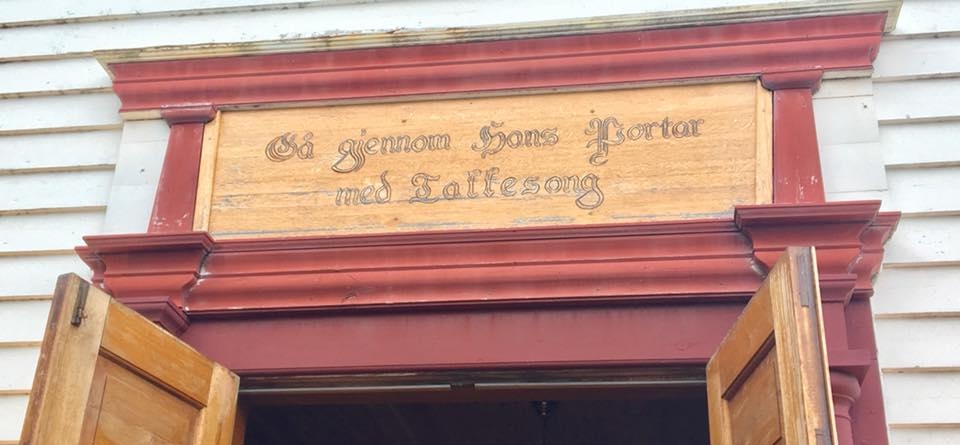 Gå gjennom Hans Portar
med Takkesong